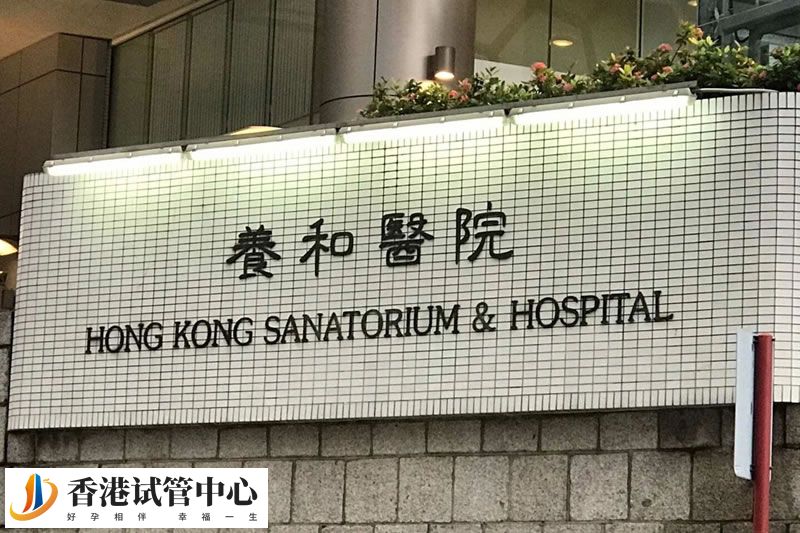 養和醫院
HONG KONG SANATORIUM & HOSPITAL
香港试管中心
好孕相伴 幸福一生